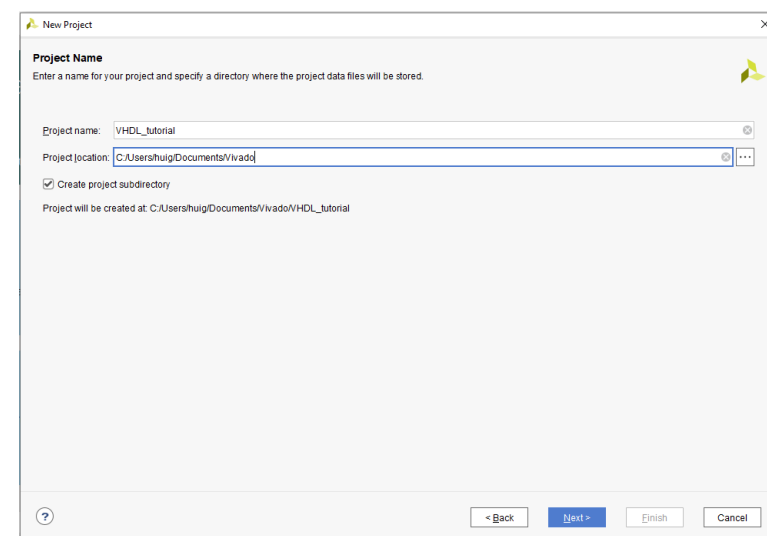 New Project
Project Name
Enter a name for your project and specify a directory where the project data files will be stored.
Project name: VHDL_tutorial
Project location: C:/Users/huig/Documents/Vivado
Create project subdirectory
Project will be created at: C:/Users/huig/Documents/Vivado/VHDL_tutorial
? < Back Next > Finish Cancel